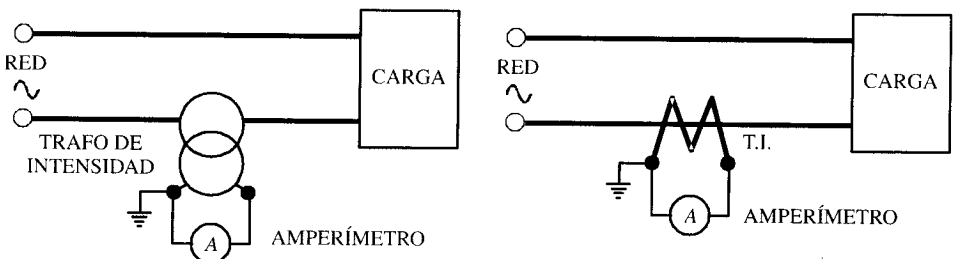 RED
CARGA
TRAFO DE
INTENSIDAD
A
AMPERÍMETRO
RED
CARGA
T.I.
A
AMPERÍMETRO